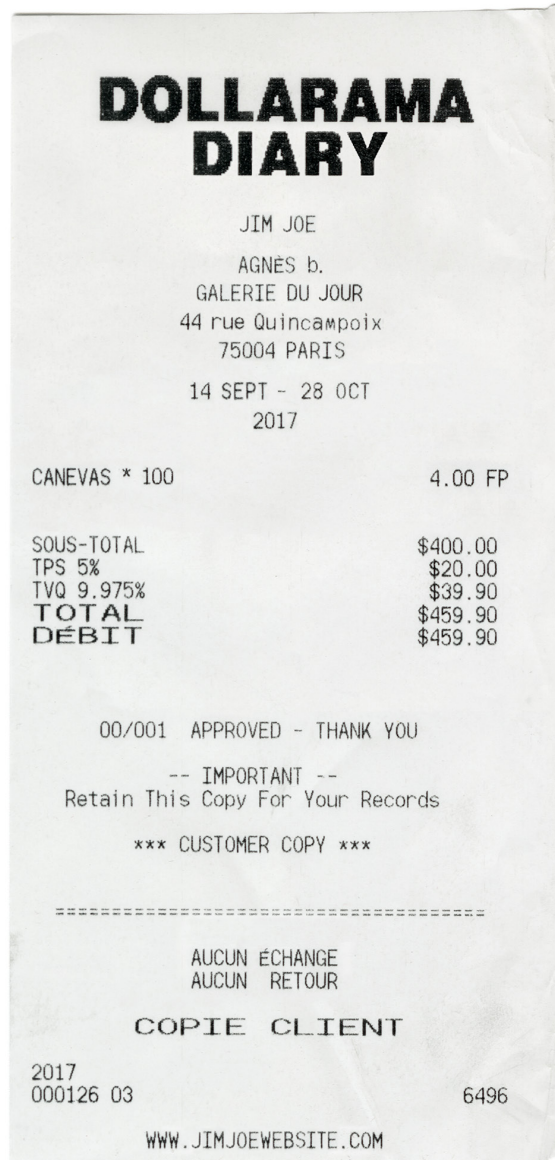 DOLLARAMA
DIARY
JIM JOE
AGNÈS b.
GALERIE DU JOUR
44 rue Quincampoix
75004 PARIS
14 SEPT - 28 OCT
2017
CANEVAS * 100 4.00 FP
SOUS-TOTAL $400.00
TPS 5% $20.00
TVQ 9.975% $39.90
TOTAL $459.90
DÉBIT $459.90
00/001 APPROVED - THANK YOU
-- IMPORTANT --
Retain This Copy For Your Records
*** CUSTOMER COPY ***
======================================
AUCUN ÉCHANGE
AUCUN RETOUR
COPIE CLIENT
2017
000126 03 6496
WWW.JIMJOEWEBSITE.COM